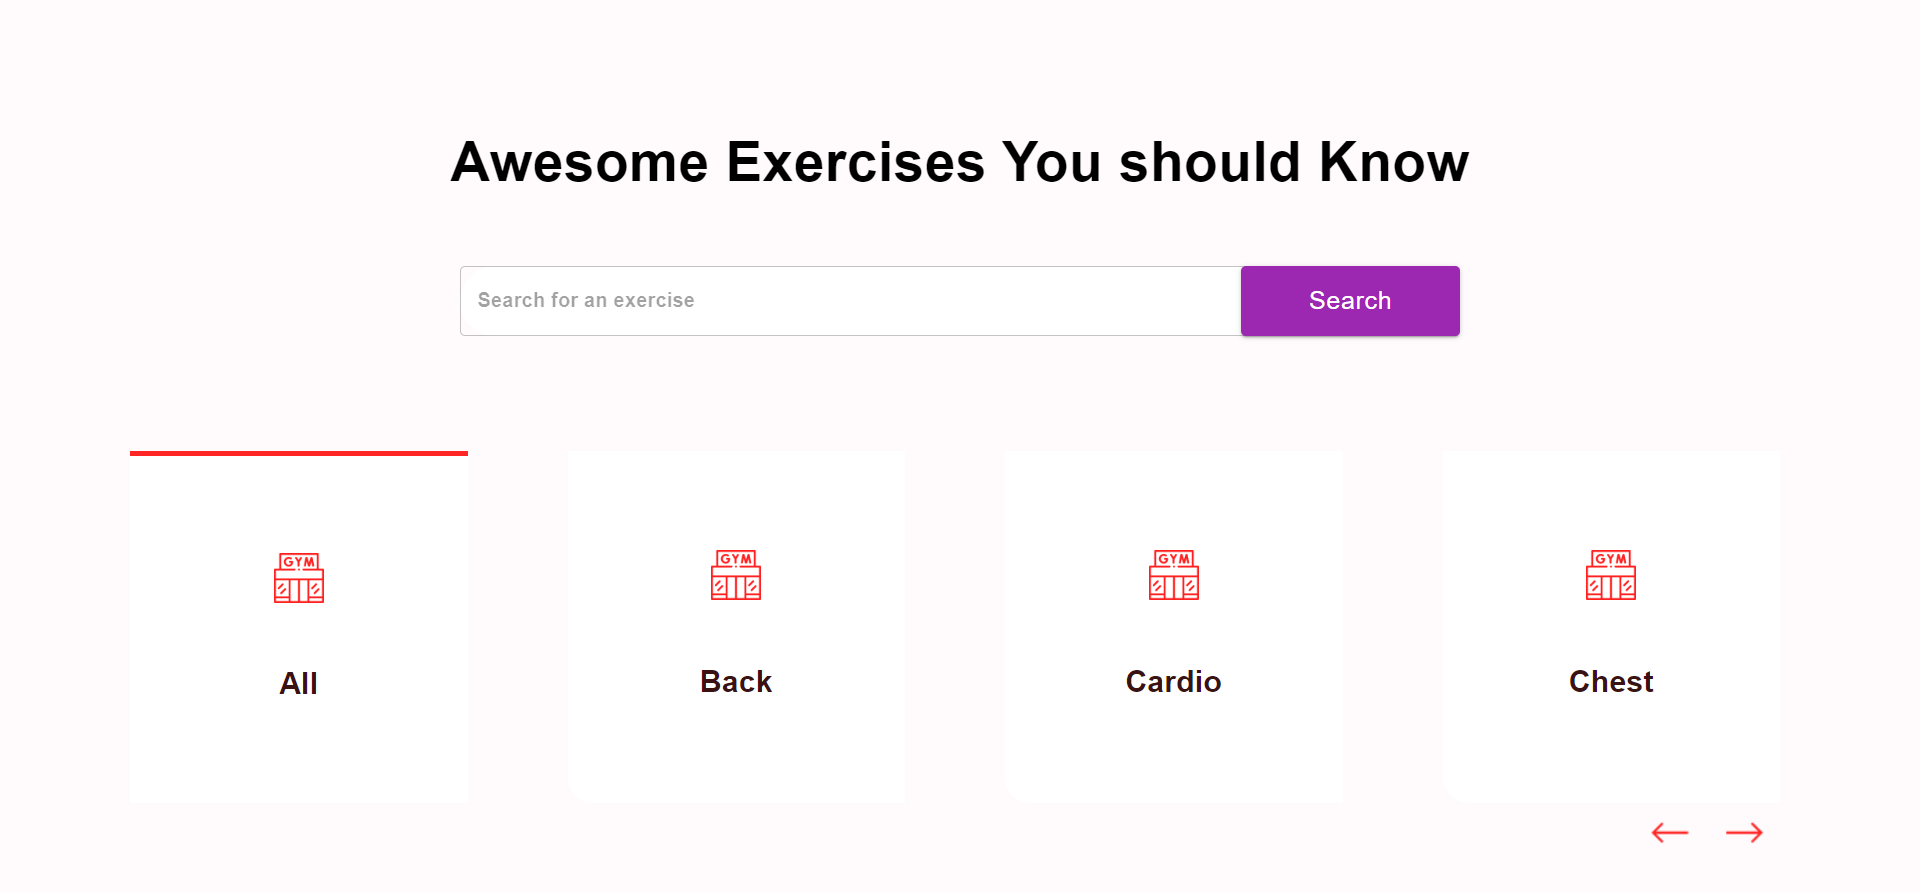 Awesome Exercises You should Know
Search for an exercise
Search
GYM
GYM
GYM
GYM
All
Back
Cardio
Chest